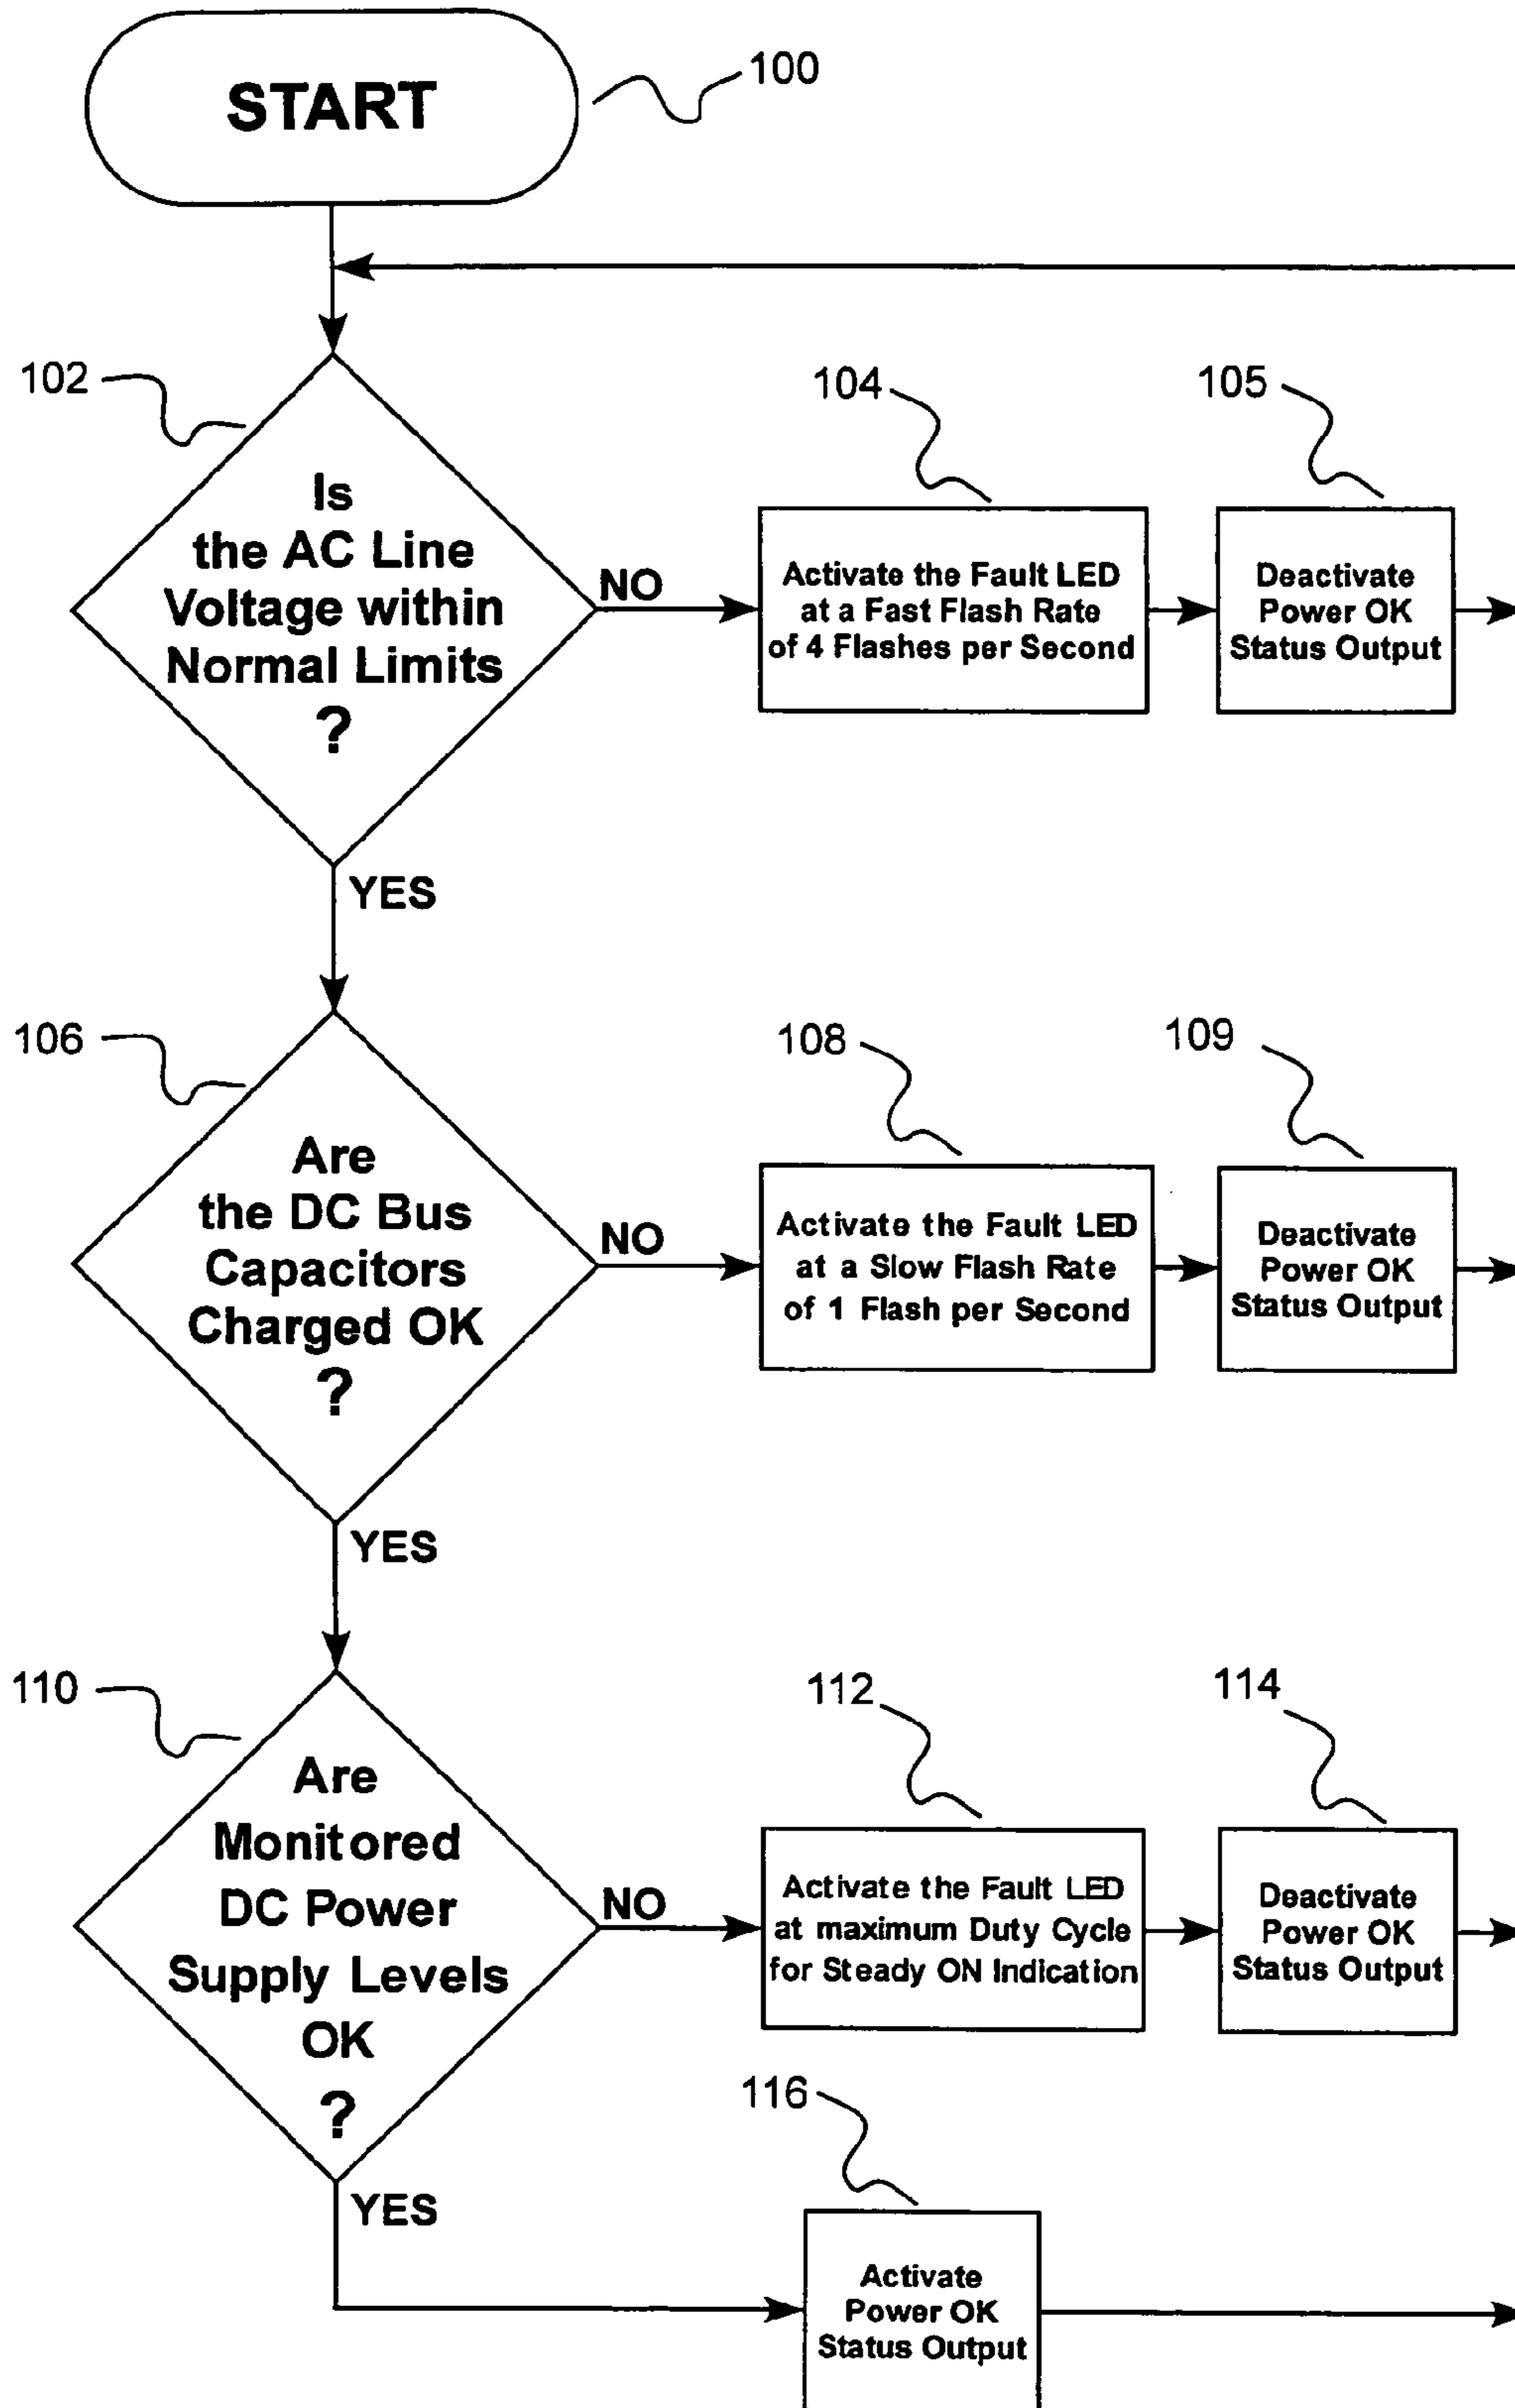 START
100
102
Is
the AC Line
Voltage within
Normal Limits
?
NO
104
Activate the Fault LED
at a Fast Flash Rate
of 4 Flashes per Second
105
Deactivate
Power OK
Status Output
YES
106
Are
the DC Bus
Capacitors
Charged OK
?
NO
108
Activate the Fault LED
at a Slow Flash Rate
of 1 Flash per Second
109
Deactivate
Power OK
Status Output
YES
110
Are
Monitored
DC Power
Supply Levels
OK
?
NO
112
Activate the Fault LED
at maximum Duty Cycle
for Steady ON Indication
114
Deactivate
Power OK
Status Output
YES
116
Activate
Power OK
Status Output